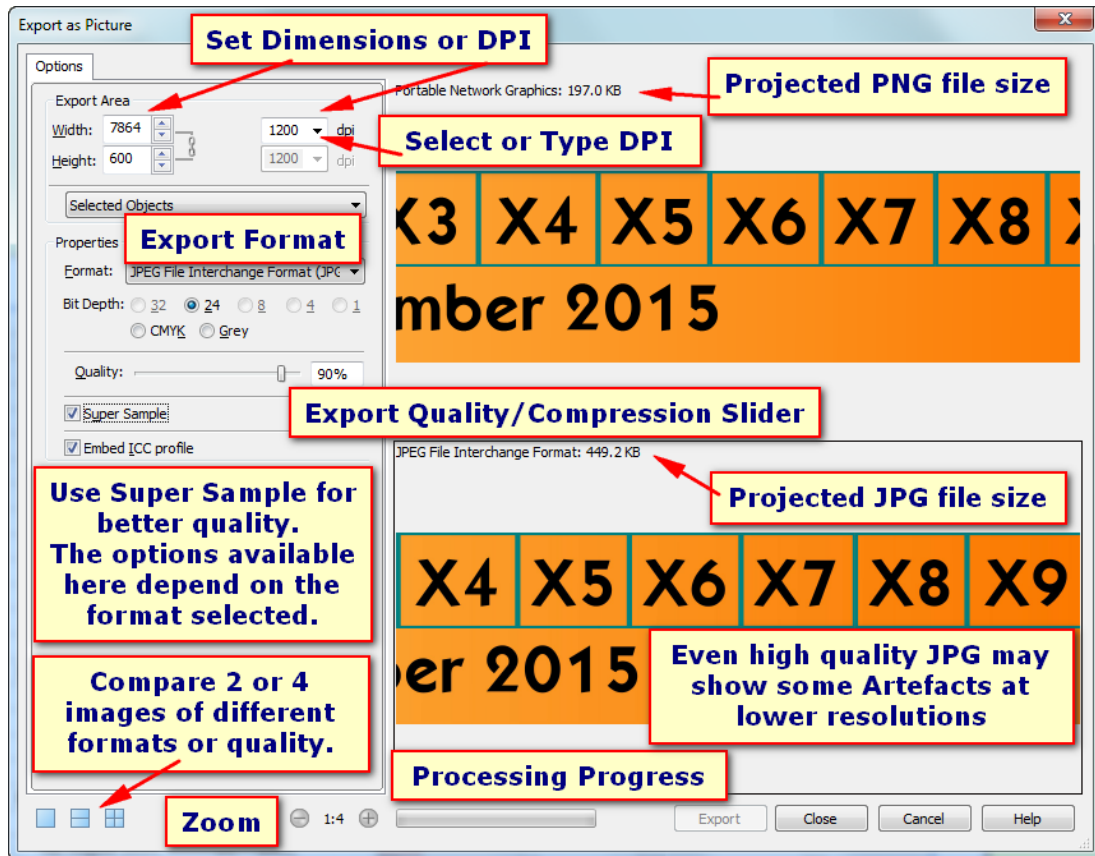 Export as Picture
x
Set Dimensions or DPI
Options
Portable Network Graphics: 197.0 KB
Projected PNG file size
Export Area
Width: 7864
1200 dpi
Select or Type DPI
Height: 600
1200 dpi
Selected Objects
X3 X4 X5 X6 X7 X8
Export Format
Properties
Format: JPEG File Interchange Format (JPG
mber 2015
Bit Depth: 32 24 8 4 1
CMYK Grey
Quality: 90%
Super Sample
Export Quality/Compression Slider
Embed ICC profile
JPEG File Interchange Format: 449.2 KB
Projected JPG file size
Use Super Sample for
better quality.
The options available
here depend on the
format selected.
X4 X5 X6 X7 X8 X9
er 2015
Even high quality JPG may
show some Artefacts at
lower resolutions
Compare 2 or 4
images of different
formats or quality.
Processing Progress
Zoom
1:4
Export
Close
Cancel
Help